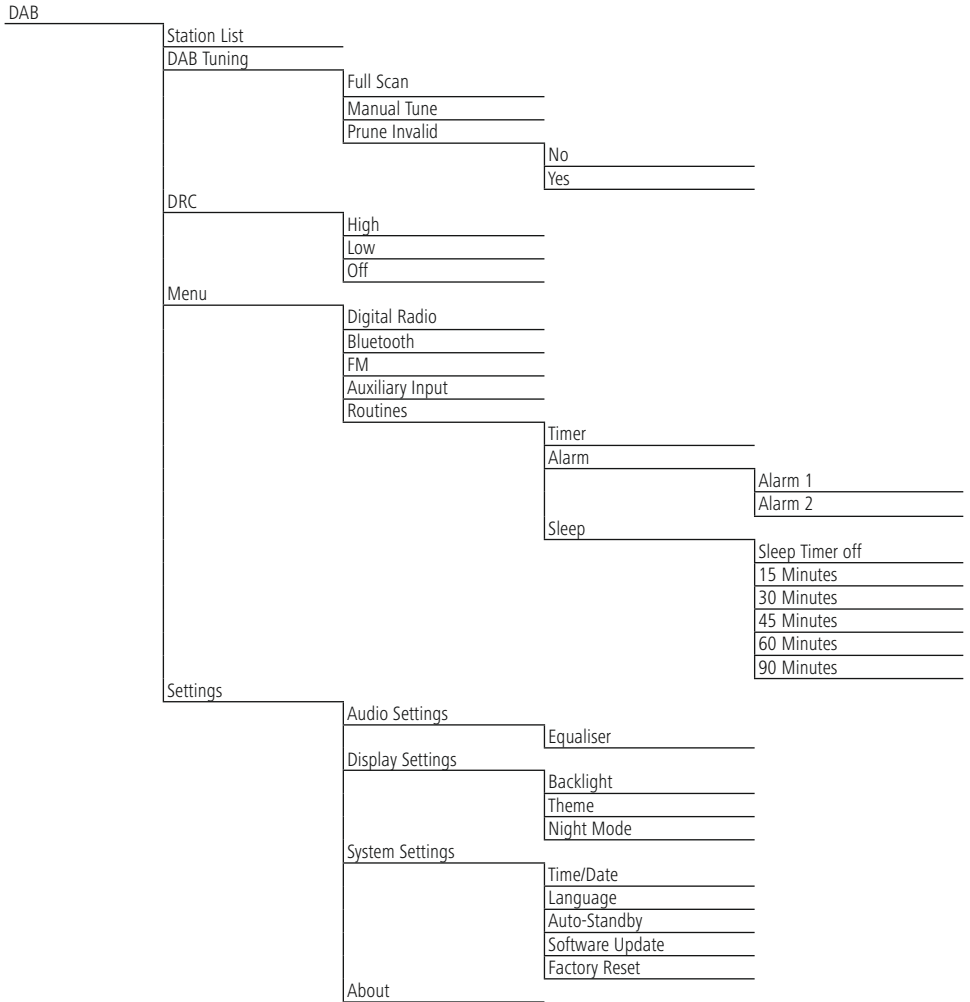 DAB
Station List
DAB Tuning
Full Scan
Manual Tune
Prune Invalid
No
Yes
DRC
High
Low
Off
Menu
Digital Radio
Bluetooth
FM
Auxiliary Input
Routines
Timer
Alarm
Alarm 1
Alarm 2
Sleep
Sleep Timer off
15 Minutes
30 Minutes
45 Minutes
60 Minutes
90 Minutes
Settings
Audio Settings
Equaliser
Display Settings
Backlight
Theme
Night Mode
System Settings
Time/Date
Language
Auto-Standby
Software Update
Factory Reset
About